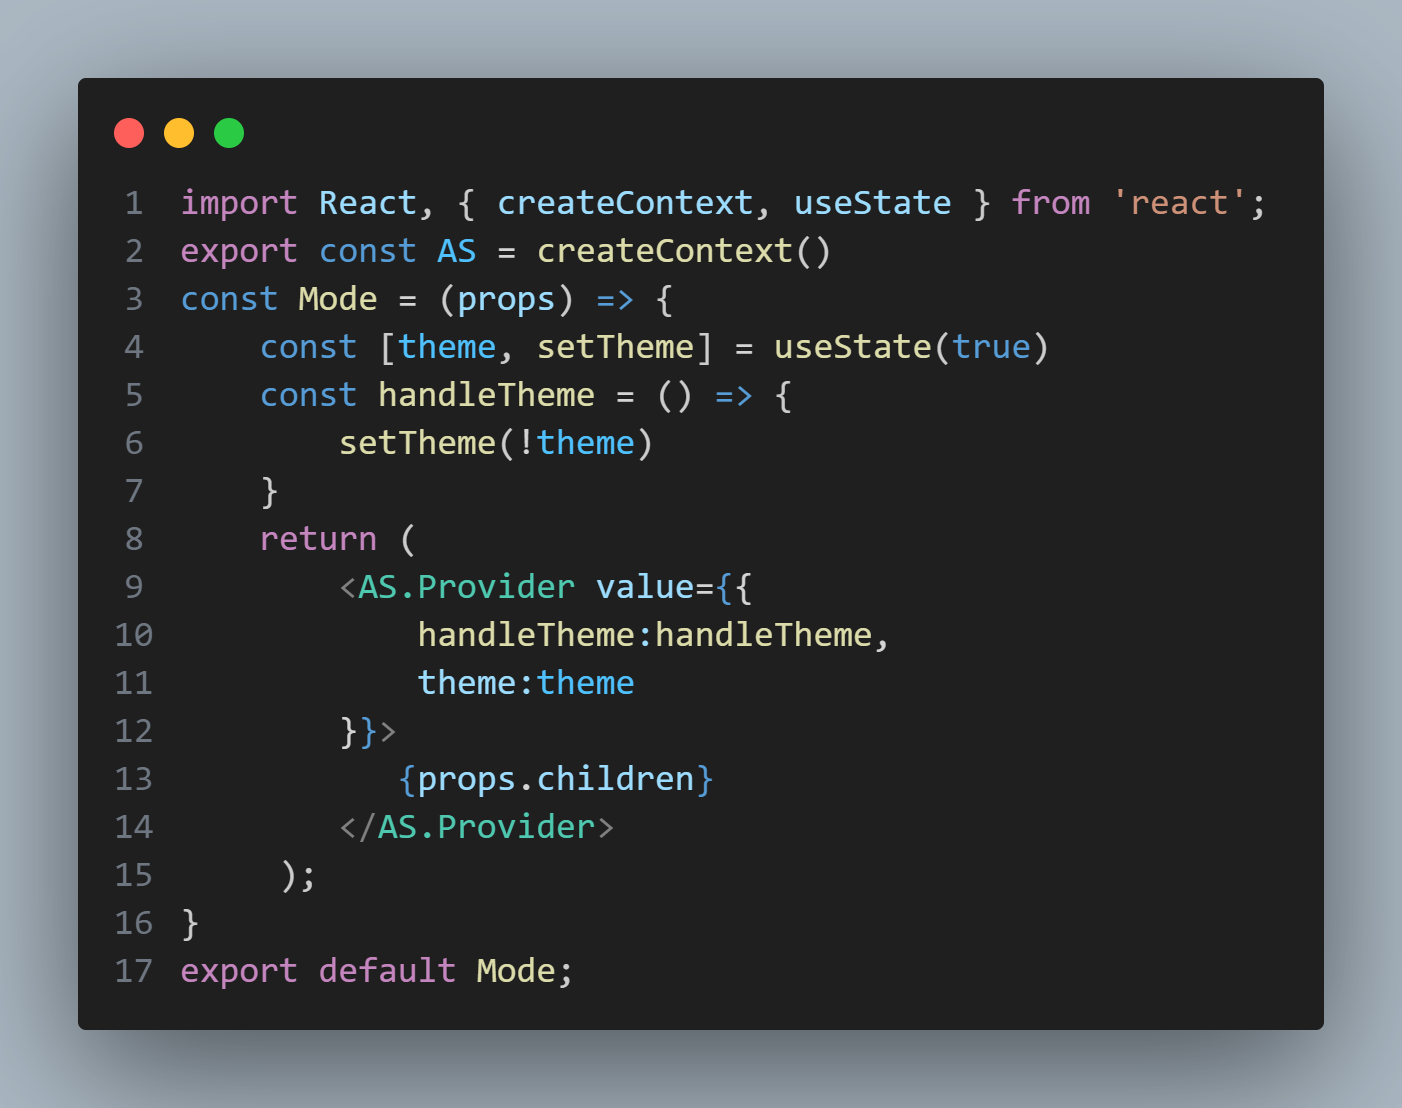 1 import React, { createContext, useState } from 'react';
2 export const AS = createContext()
3 const Mode = (props) => {
4     const [theme, setTheme] = useState(true)
5     const handleTheme = () => {
6         setTheme(!theme)
7     }
8     return (
9         <AS.Provider value={{
10             handleTheme:handleTheme,
11             theme:theme
12         }}>
13            {props.children}
14         </AS.Provider>
15      );
16 }
17 export default Mode;